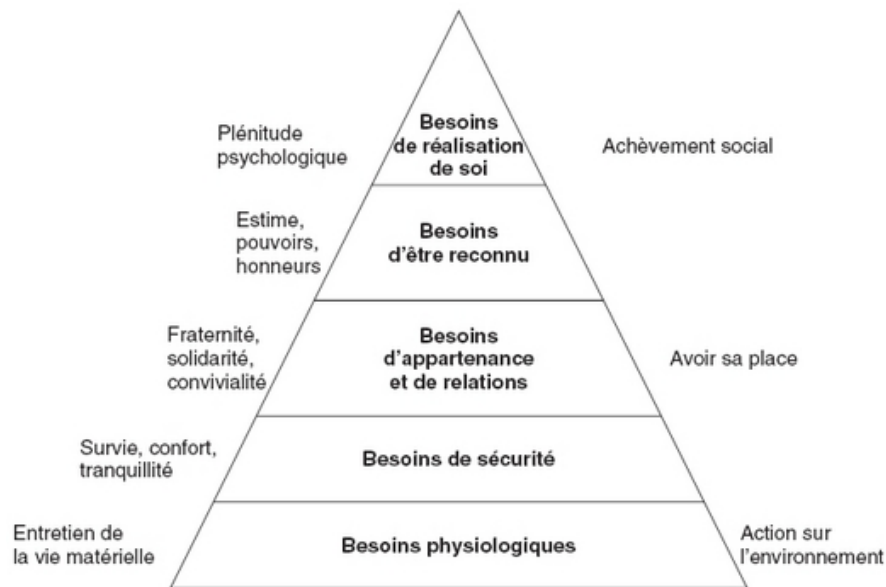 Plénitude
psychologique
Besoins
de réalisation
de soi
Achèvement social
Estime,
pouvoirs,
honneurs
Besoins
d'être reconnu
Fraternité,
solidarité,
convivialité
Besoins
d'appartenance
et de relations
Avoir sa place
Survie, confort,
tranquillité
Besoins de sécurité
Entretien de
la vie matérielle
Besoins physiologiques
Action sur
l'environnement